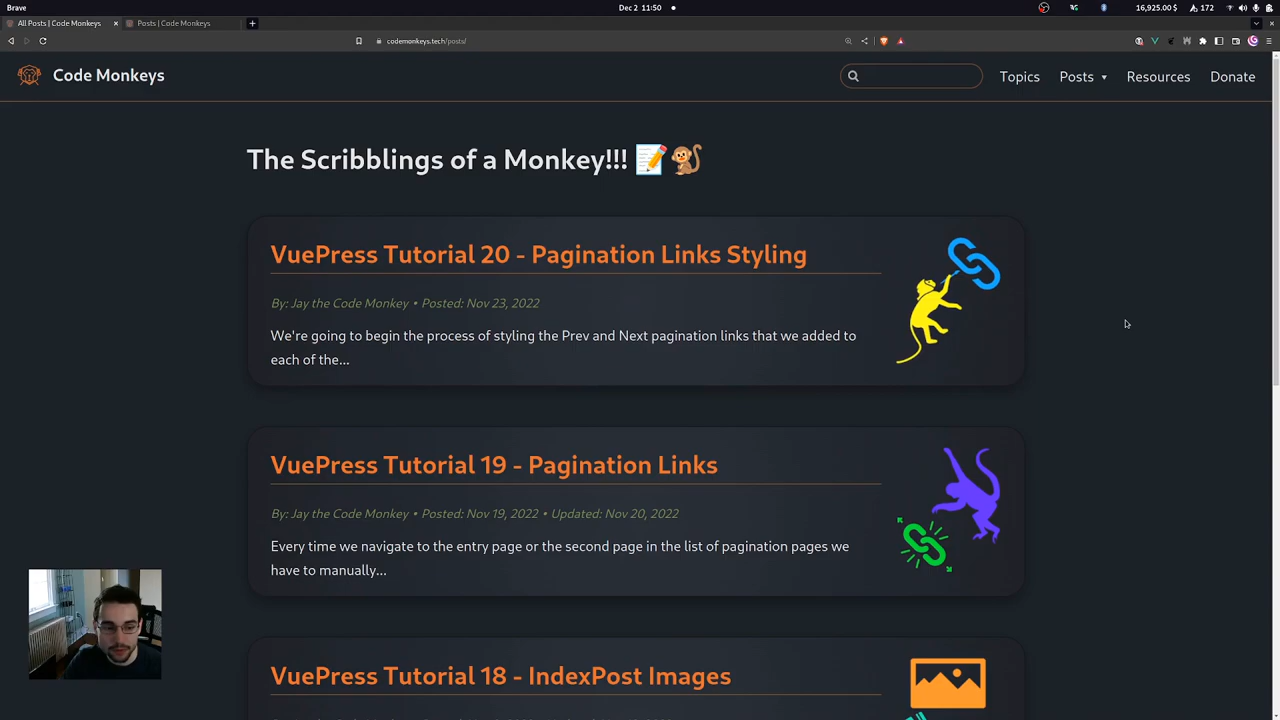 Brave
Dec 2 11:50
16,925.00 $
172
All Posts | Code Monkeys
Posts | Code Monkeys
codemonkeys.tech/posts/
Code Monkeys
Topics
Posts
Resources
Donate
The Scribblings of a Monkey!!! 📝🐒
VuePress Tutorial 20 - Pagination Links Styling
By: Jay the Code Monkey • Posted: Nov 23, 2022
We're going to begin the process of styling the Prev and Next pagination links that we added to
each of the...
VuePress Tutorial 19 - Pagination Links
By: Jay the Code Monkey • Posted: Nov 19, 2022 • Updated: Nov 20, 2022
Every time we navigate to the entry page or the second page in the list of pagination pages we
have to manually...
VuePress Tutorial 18 - IndexPost Images